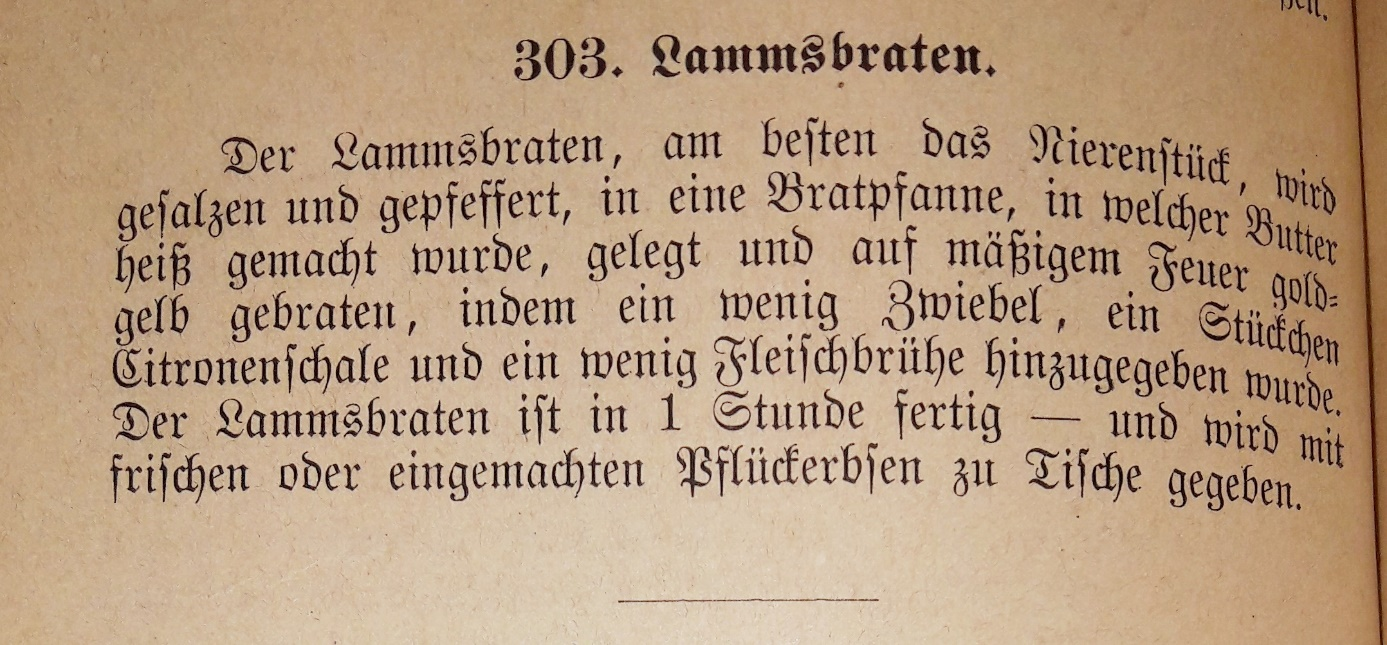 303. Lammsbraten.
Der Lammsbraten, am beſten das Nierenſtück, wird
geſalzen und gepfeffert, in eine Bratpfanne, in welcher Butter
heiß gemacht wurde, gelegt und auf mäßigem Feuer gold-
gelb gebraten, indem ein wenig Zwiebel, ein Stückchen
Citronenſchale und ein wenig Fleiſchbrühe hinzugegeben wurde.
Der Lammsbraten iſt in 1 Stunde fertig — und wird mit
friſchen oder eingemachten Pflückerbſen zu Tiſche gegeben.